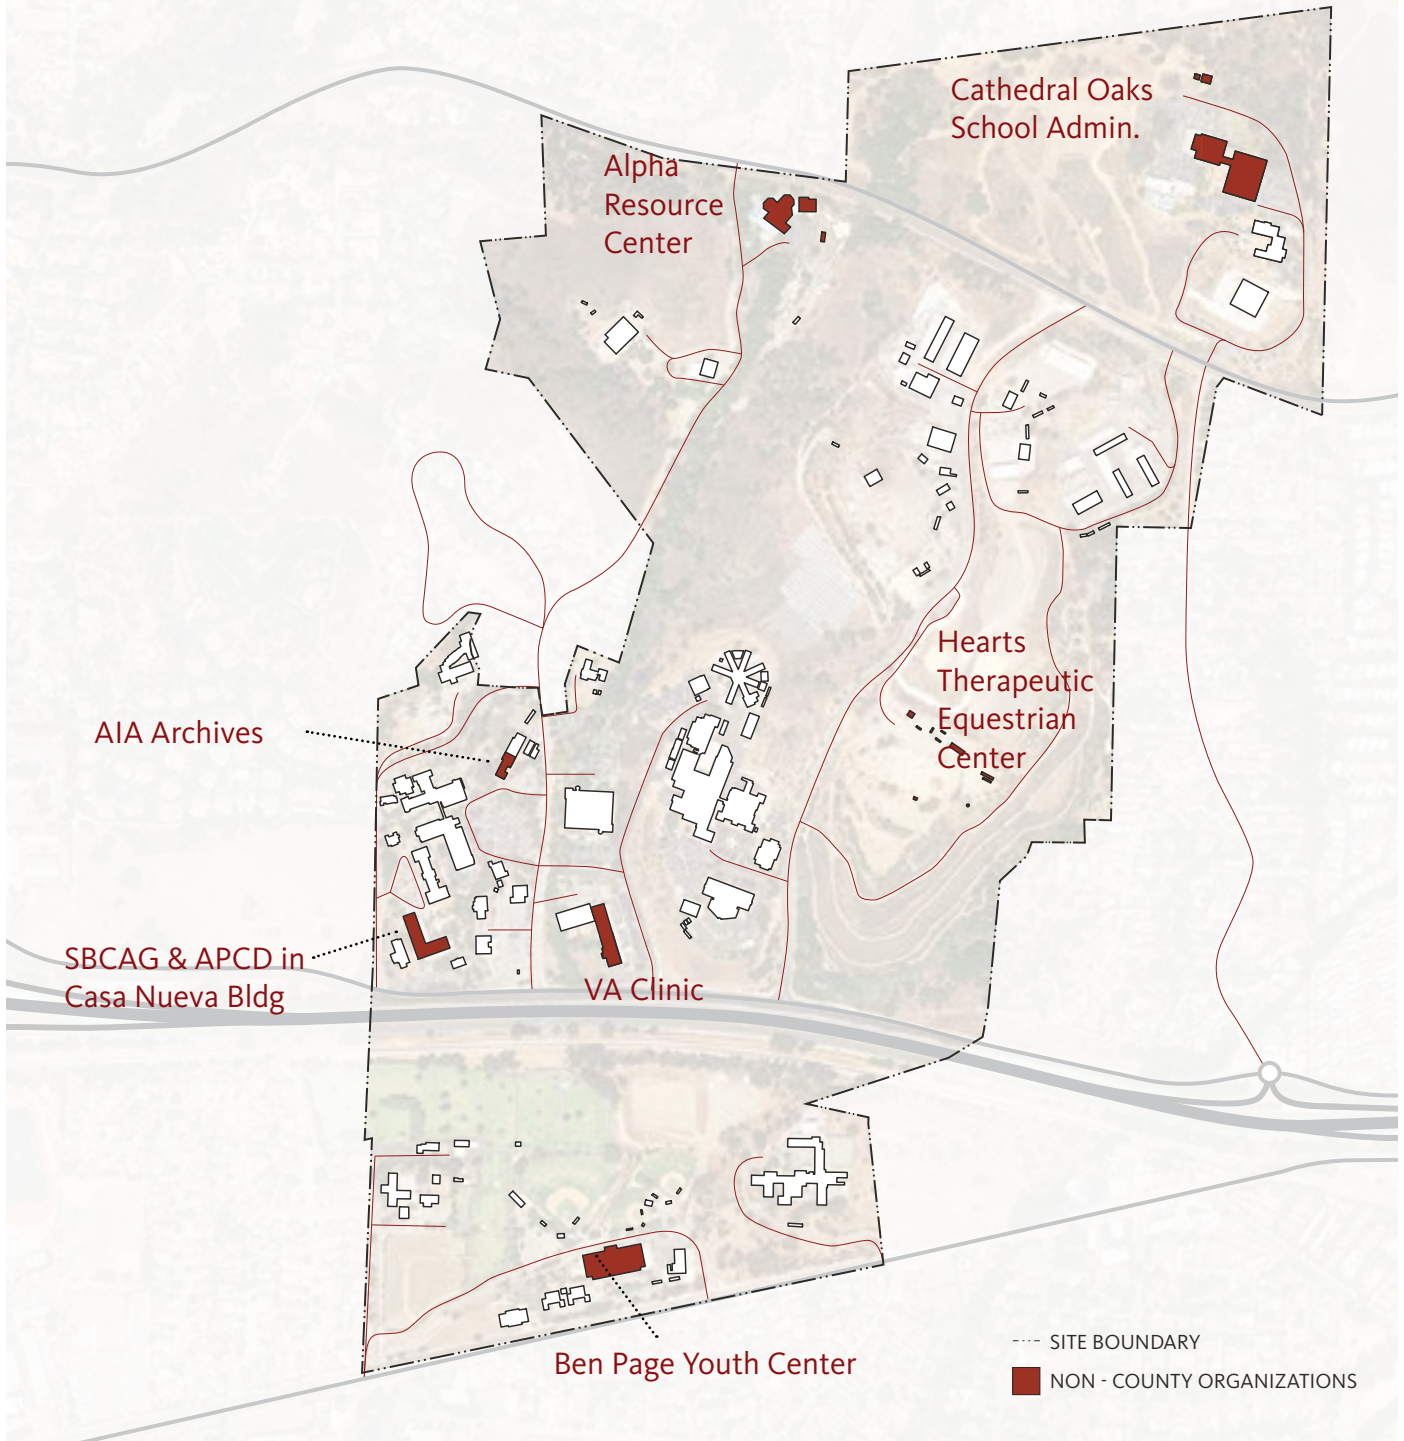 Cathedral Oaks
School Admin.
Alpha
Resource
Center
Hearts
Therapeutic
Equestrian
Center
AIA Archives
SBCAG & APCD in
Casa Nueva Bldg
VA Clinic
Ben Page Youth Center
SITE BOUNDARY
NON - COUNTY ORGANIZATIONS